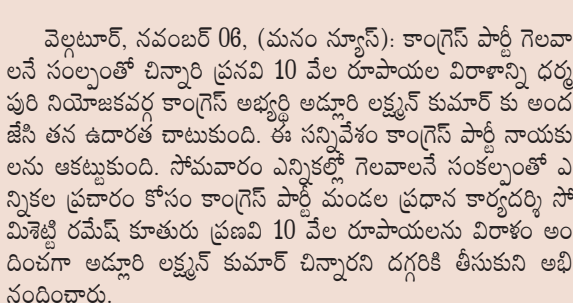 వెల్గటూర్, నవంబర్ 06, (మనం న్యూస్): కాంగ్రెస్ పార్టీ గెలవా
లనే సంల్పంతో చిన్నారి ప్రనవి 10 వేల రూపాయల విరాళాన్ని ధర్మ
పురి నియోజకవర్గ కాంగ్రెస్ అభ్యర్థి అడ్లూరి లక్ష్మన్ కుమార్ కు అంద
జేసి తన ఉదారత చాటుకుంది. ఈ సన్నివేశం కాంగ్రెస్ పార్టీ నాయకు
లను ఆకట్టుకుంది. సోమవారం ఎన్నికల్లో గెలవాలనే సంకల్పంతో ఎ
న్నికల ప్రచారం కోసం కాంగ్రెస్ పార్టీ మండల ప్రధాన కార్యదర్శి సో
మిశెట్టి రమేష్ కూతురు ప్రణవి 10 వేల రూపాయలను విరాళం అం
దించగా అడ్లూరి లక్ష్మన్ కుమార్ చిన్నారని దగ్గరికి తీసుకుని అభి
నందించారు.